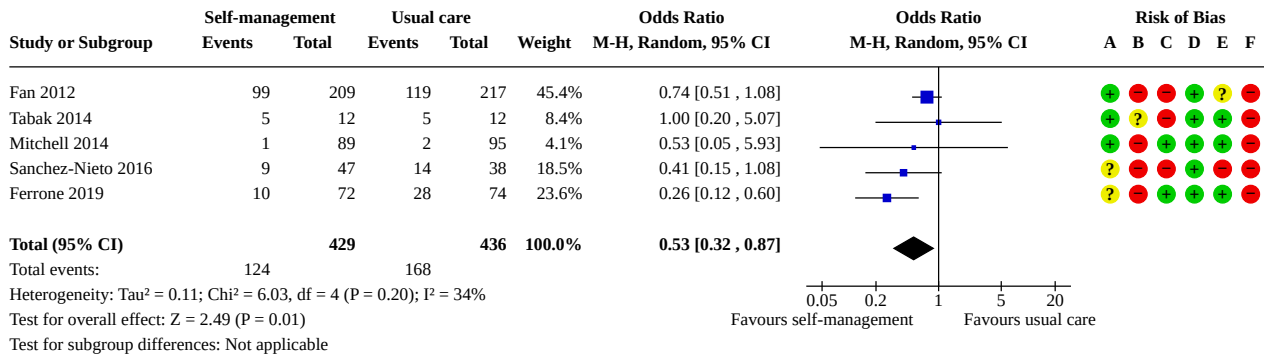 Self-management Usual care Odds Ratio Odds Ratio Risk of Bias
Study or Subgroup Events Total Events Total Weight M-H, Random, 95% CI M-H, Random, 95% CI A B C D E F
Fan 2012 99 209 119 217 45.4% 0.74 [0.51 , 1.08] + − − + ? −
Tabak 2014 5 12 5 12 8.4% 1.00 [0.20 , 5.07] + ? − + + −
Mitchell 2014 1 89 2 95 4.1% 0.53 [0.05 , 5.93] + − + + + −
Sanchez-Nieto 2016 9 47 14 38 18.5% 0.41 [0.15 , 1.08] ? − − + − −
Ferrone 2019 10 72 28 74 23.6% 0.26 [0.12 , 0.60] ? − + + + −
Total (95% CI) 429 436 100.0% 0.53 [0.32 , 0.87]
Total events: 124 168
Heterogeneity: Tau² = 0.11; Chi² = 6.03, df = 4 (P = 0.20); I² = 34%
0.05 0.2 1 5 20
Test for overall effect: Z = 2.49 (P = 0.01) Favours self-management Favours usual care
Test for subgroup differences: Not applicable